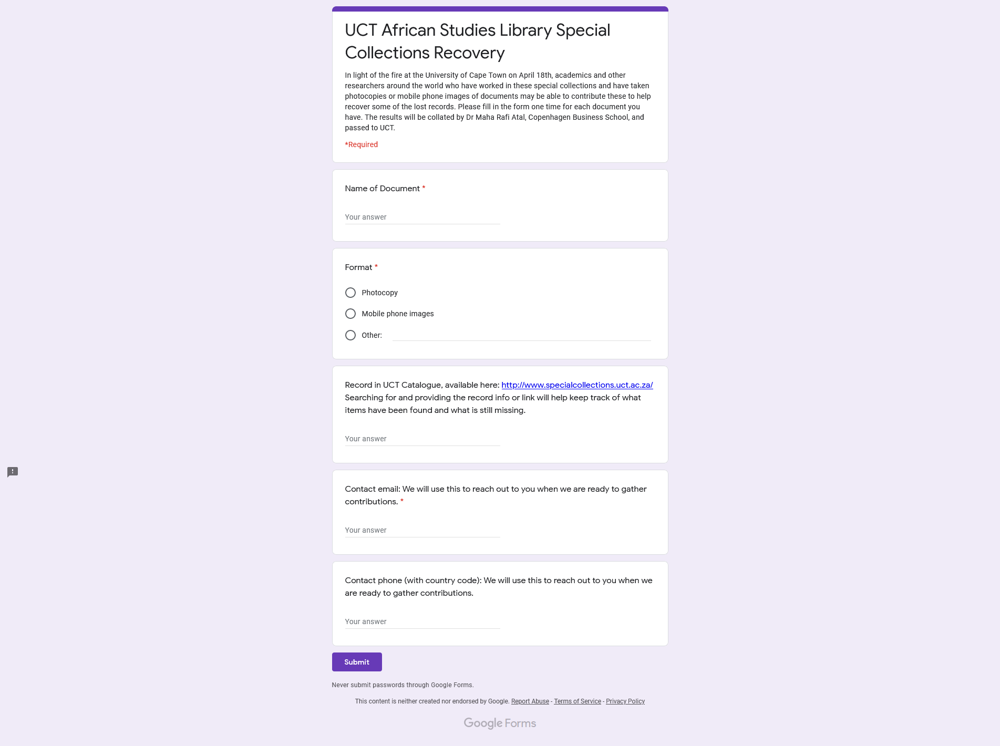 UCT African Studies Library Special
Collections Recovery
In light of the fire at the University of Cape Town on April 18th, academics and other
researchers around the world who have worked in these special collections and have taken
photocopies or mobile phone images of documents may be able to contribute these to help
recover some of the lost records. Please fill in the form one time for each document you
have. The results will be collated by Dr Maha Rafi Atal, Copenhagen Business School, and
passed to UCT.
*Required
Name of Document *
Your answer
Format *
Photocopy
Mobile phone images
Other:
Record in UCT Catalogue, available here: http://www.specialcollections.uct.ac.za/
Searching for and providing the record info or link will help keep track of what
items have been found and what is still missing.
Your answer
Contact email: We will use this to reach out to you when we are ready to gather
contributions. *
Your answer
Contact phone (with country code): We will use this to reach out to you when we
are ready to gather contributions.
Your answer
Submit
Never submit passwords through Google Forms.
This content is neither created nor endorsed by Google. Report Abuse - Terms of Service - Privacy Policy
Google Forms